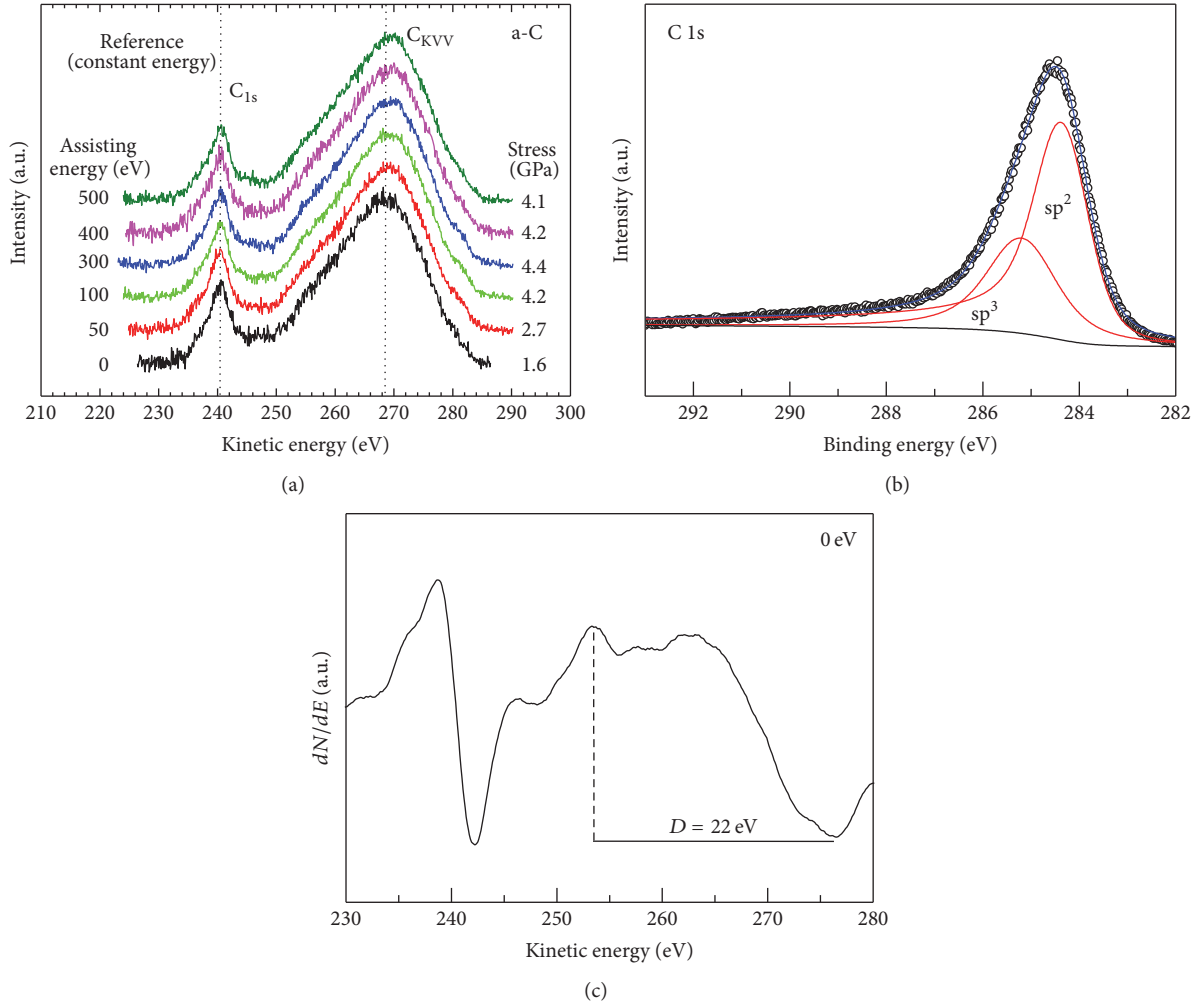 Reference
(constant energy)
C1s
CKVV
a-C
Assisting
energy (eV)
Stress
(GPa)
500
4.1
400
4.2
300
4.4
100
4.2
50
2.7
0
1.6
Intensity (a.u.)
210 220 230 240 250 260 270 280 290 300
Kinetic energy (eV)
(a)
C 1s
sp2
sp3
Intensity (a.u.)
292 290 288 286 284 282
Binding energy (eV)
(b)
0 eV
D = 22 eV
dN/dE (a.u.)
230 240 250 260 270 280
Kinetic energy (eV)
(c)